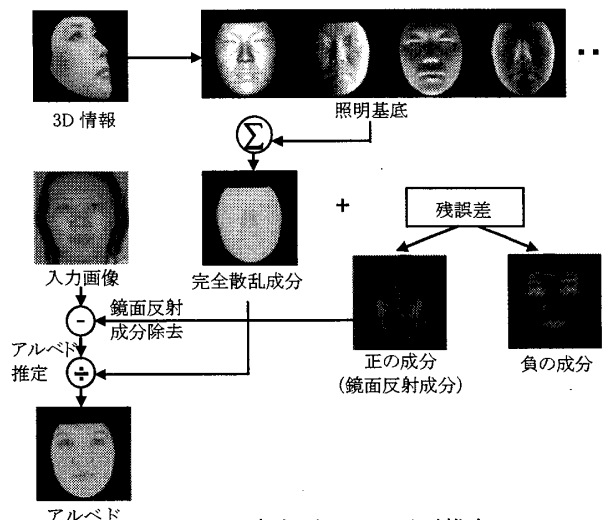 3D 情報
照明基底
Σ
+
残誤差
入力画像
完全散乱成分
鏡面反射
成分除去
-
正の成分
(鏡面反射成分)
負の成分
アルベド
推定
÷
アルベド